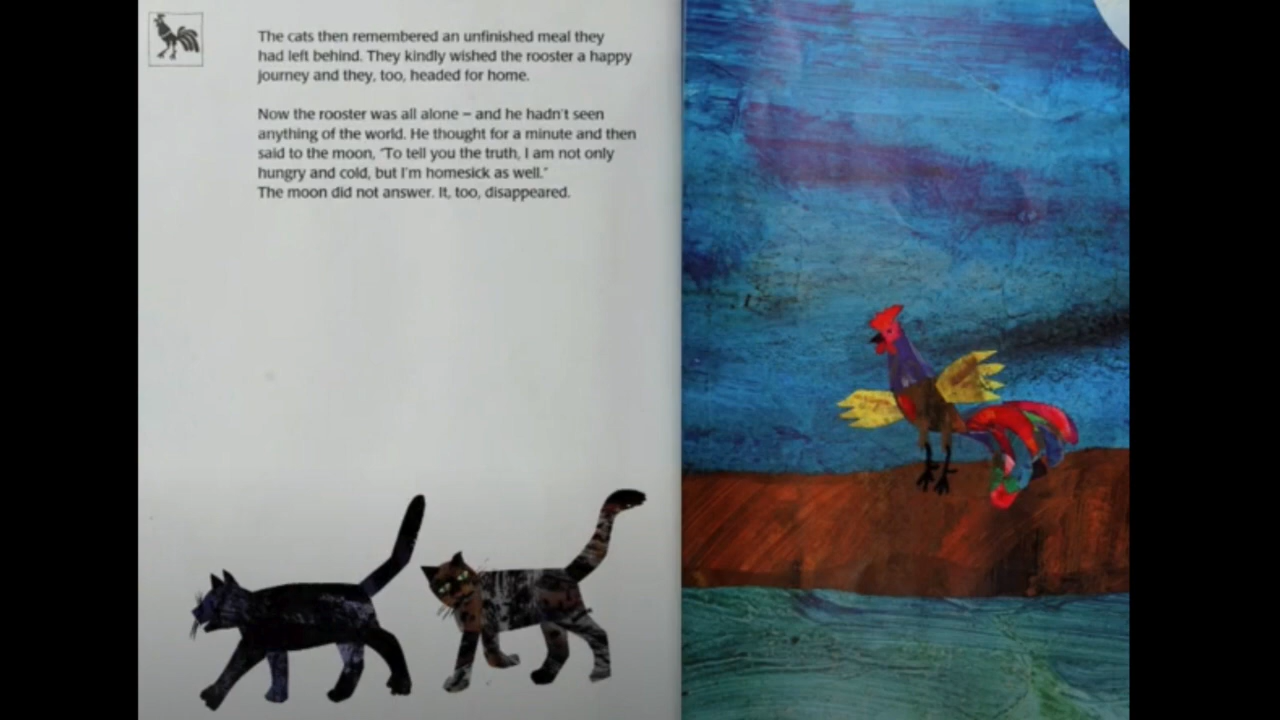 The cats then remembered an unfinished meal they
had left behind. They kindly wished the rooster a happy
journey and they, too, headed for home.
Now the rooster was all alone – and he hadn't seen
anything of the world. He thought for a minute and then
said to the moon, "To tell you the truth, I am not only
hungry and cold, but I'm homesick as well."
The moon did not answer. It, too, disappeared.